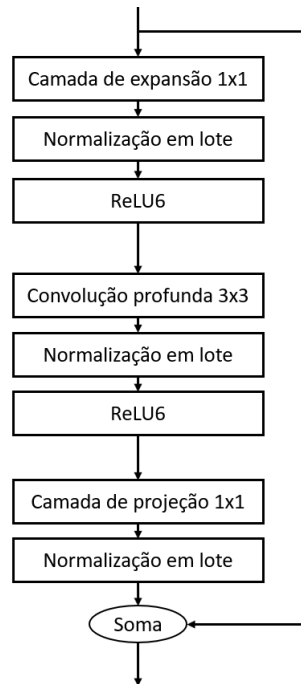 Camada de expansão 1x1
Normalização em lote
ReLU6
Convolução profunda 3x3
Normalização em lote
ReLU6
Camada de projeção 1x1
Normalização em lote
Soma